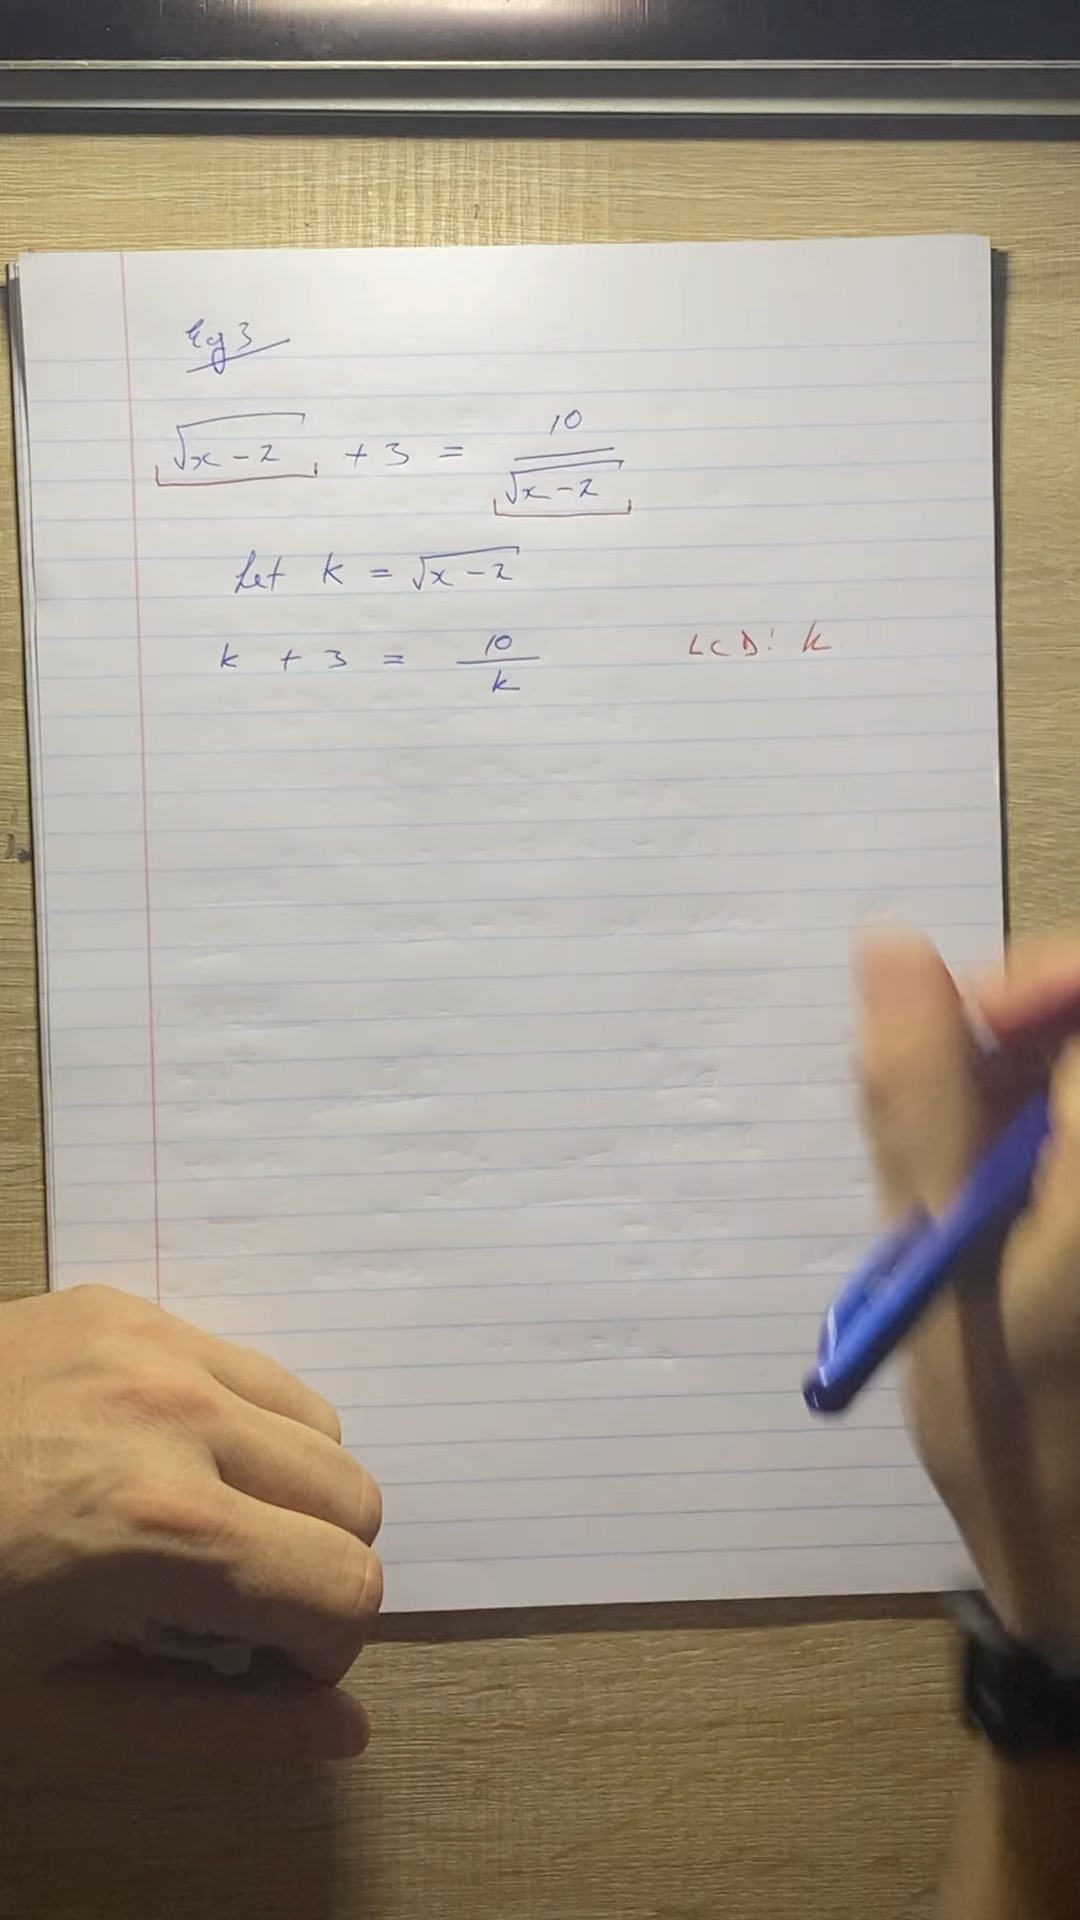 Eg 3
√(x-2) + 3 = 10/√(x-2)
Let k = √(x-2)
k + 3 = 10/k LCD: k